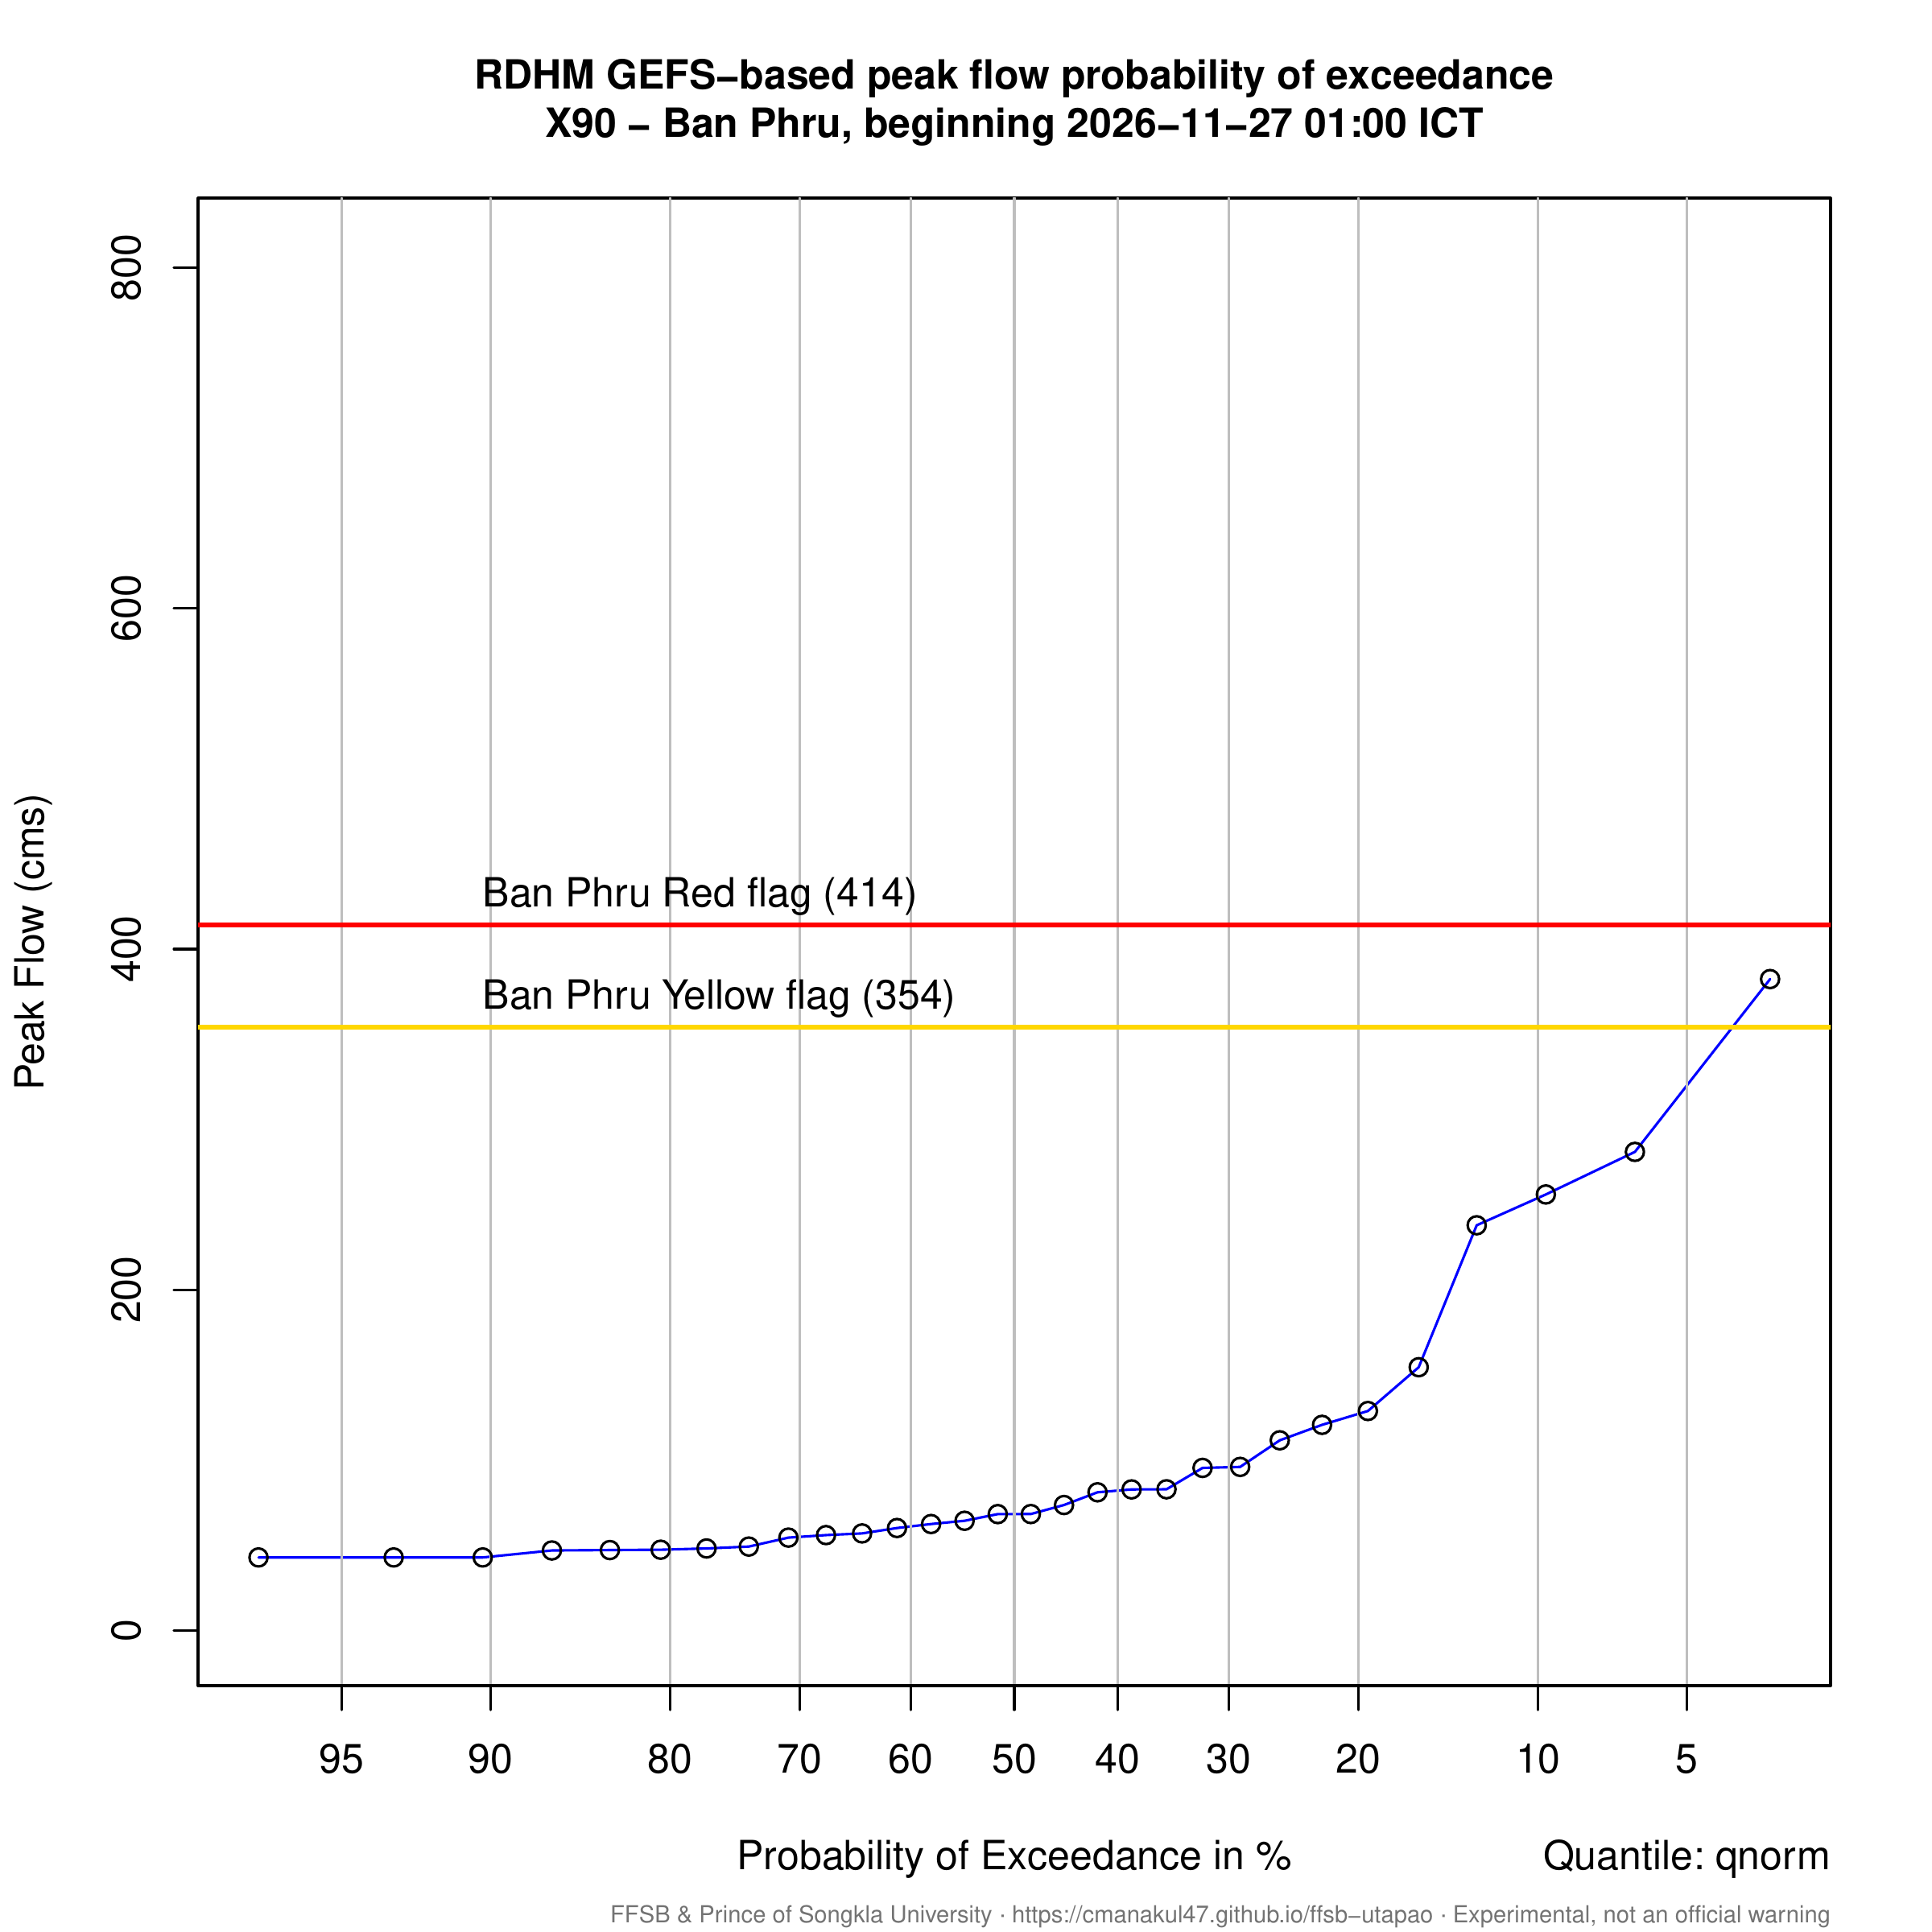 RDHM GEFS−based peak flow probability of exceedance
X90 − Ban Phru, beginning 2026−11−27 01:00 ICT
800
600
400
200
0
Peak Flow (cms)
Ban Phru Red flag (414)
Ban Phru Yellow flag (354)
95 90 80 70 60 50 40 30 20 10 5
Probability of Exceedance in %
Quantile: qnorm
FFSB & Prince of Songkla University · https://cmanakul47.github.io/ffsb−utapao · Experimental, not an official warning